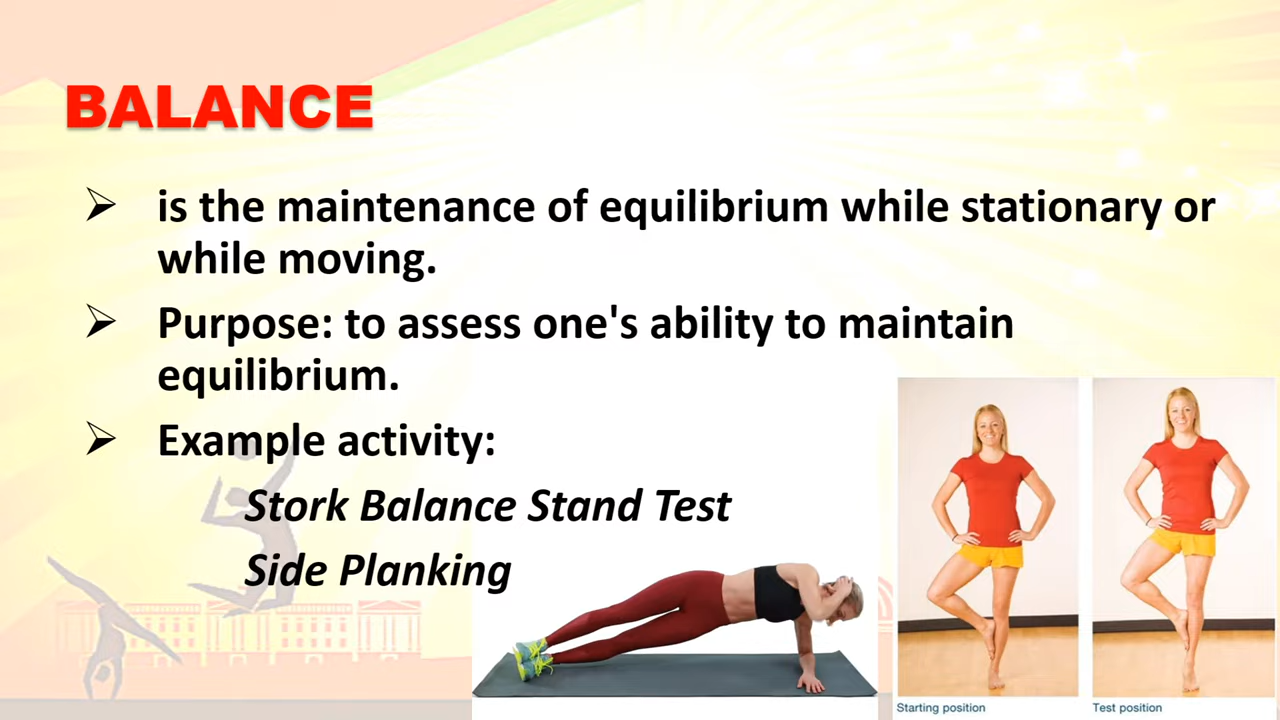 BALANCE
➢ is the maintenance of equilibrium while stationary or
while moving.
➢ Purpose: to assess one's ability to maintain
equilibrium.
➢ Example activity:
Stork Balance Stand Test
Side Planking
Starting position
Test position